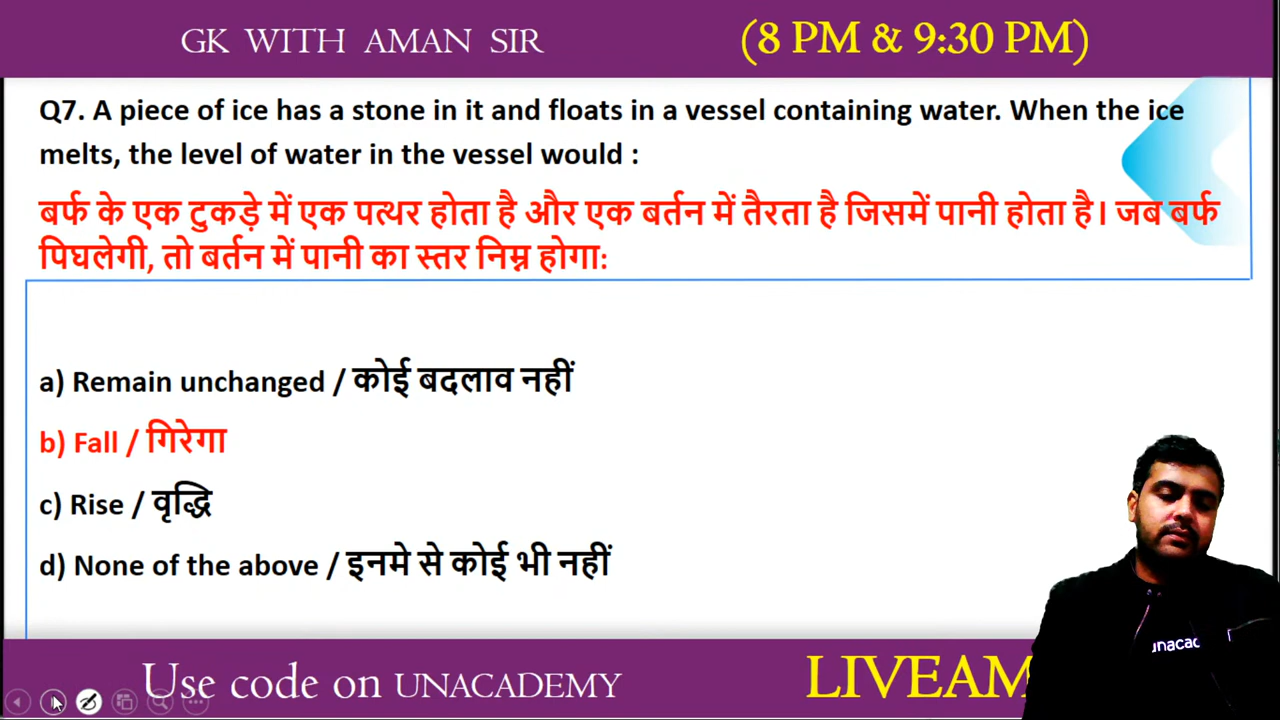 GK WITH AMAN SIR
(8 PM & 9:30 PM)
Q7. A piece of ice has a stone in it and floats in a vessel containing water. When the ice
melts, the level of water in the vessel would :
बर्फ के एक टुकड़े में एक पत्थर होता है और एक बर्तन में तैरता है जिसमें पानी होता है। जब बर्फ
पिघलेगी, तो बर्तन में पानी का स्तर निम्न होगा:
a) Remain unchanged / कोई बदलाव नहीं
b) Fall / गिरेगा
c) Rise / वृद्धि
d) None of the above / इनमे से कोई भी नहीं
Use code on UNACADEMY
LIVEAM
unacad